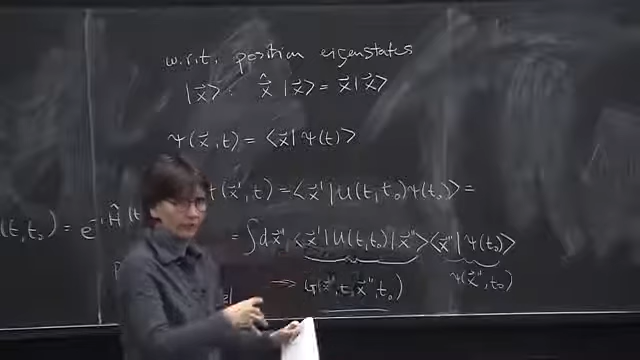 w.r.t. position eigenstates
|x⃗⟩ : x̂⃗ |x⃗⟩ = x⃗|x⃗⟩
Ψ(x⃗,t) = ⟨x⃗|Ψ(t)⟩
(x⃗',t) = ⟨x⃗'|U(t,t₀)Ψ(t₀)⟩ =
(t,t₀) = e^-i Ĥ (t
= ∫dx⃗'' ⟨x⃗'|U(t,t₀)|x⃗''⟩⟨x⃗''|Ψ(t₀)⟩
→ G(x⃗',t,x⃗'',t₀) Ψ(x⃗'',t₀)